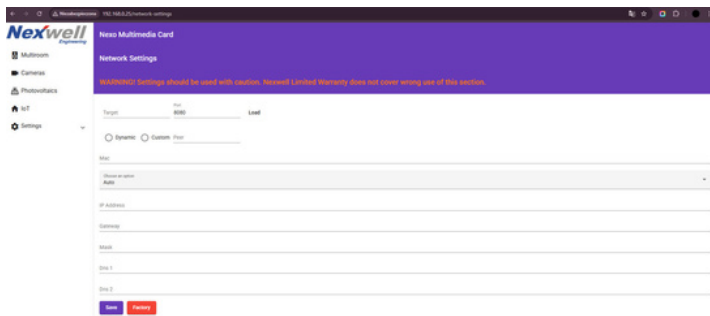 Niezabezpieczona 192.168.0.25/network-settings
Nexwell
Engineering
Multiroom
Cameras
Photovoltaics
IoT
Settings
Nexo Multimedia Card
Network Settings
WARNING! Settings should be used with caution. Nexwell Limited Warranty does not cover wrong use of this section.
Target
Port
8080
Load
Dynamic
Custom
Peer
Mac
Choose an option
Auto
IP Address
Gateway
Mask
Dns 1
Dns 2
Save
Factory